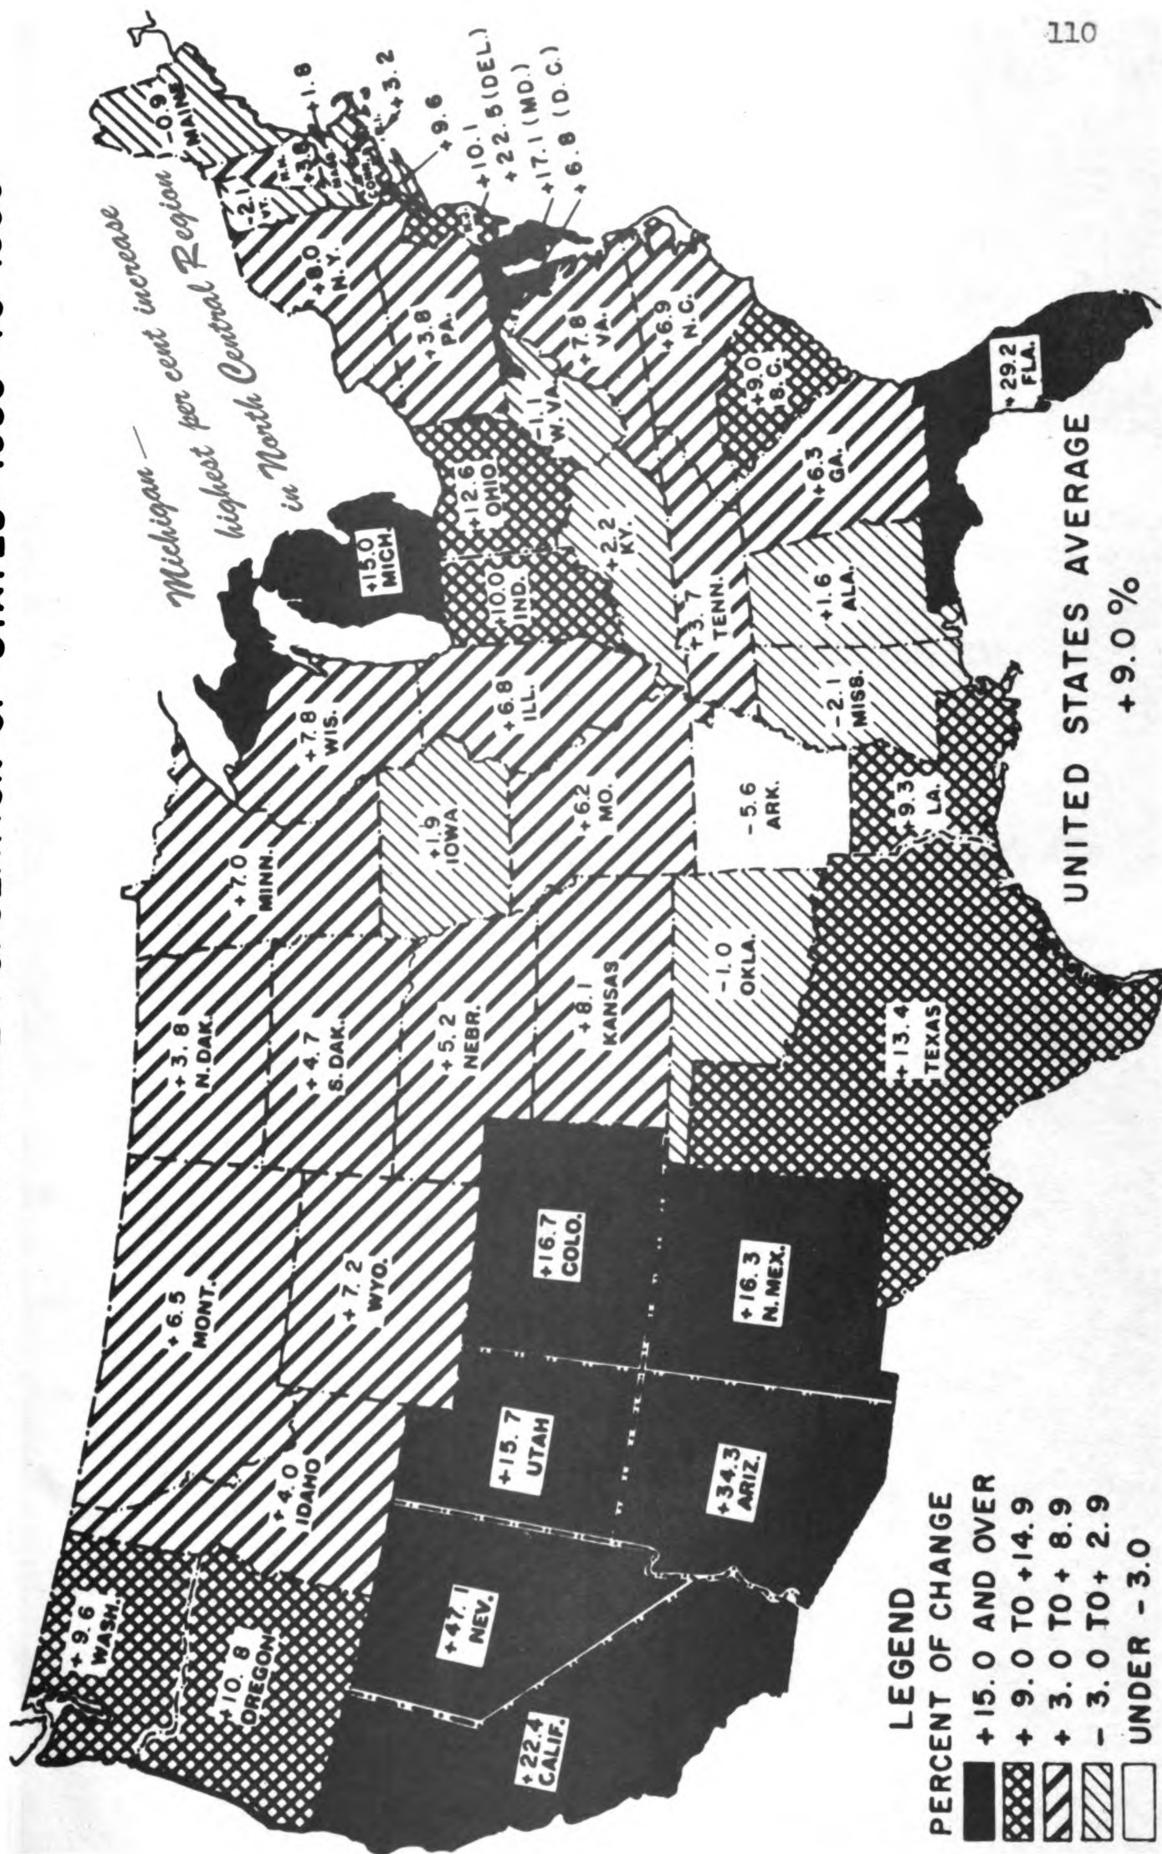 POPULATION OF STATES
110
Michigan —
highest per cent increase
in North Central Region
+9.6
WASH.
+10.8
OREGON
+22.4
CALIF.
+47.1
NEV.
+4.0
IDAHO
+6.5
MONT.
+7.2
WYO.
+15.7
UTAH
+34.3
ARIZ.
+16.7
COLO.
+16.3
N. MEX.
+3.8
N. DAK.
+4.7
S. DAK.
+5.2
NEBR.
+8.1
KANSAS
-1.0
OKLA.
+13.4
TEXAS
+7.0
MINN.
+1.9
IOWA
+6.2
MO.
-5.6
ARK.
+9.3
LA.
+7.8
WIS.
+6.8
ILL.
+15.0
MICH.
+10.0
IND.
+12.6
OHIO
+2.2
KY.
+3.7
TENN.
-2.1
MISS.
+1.6
ALA.
+6.3
GA.
+29.2
FLA.
+9.0
S.C.
+6.9
N.C.
+7.8
VA.
-1.1
W. VA.
+3.8
PA.
+8.0
N.Y.
-2.1
VT.
+3.8
N.H.
-0.9
MAINE
+1.8
MASS.
+3.2
R.I.
CONN.
+9.6
N.J.
+10.1
+22.5 (DEL.)
+17.1 (MD.)
+6.8 (D.C.)
UNITED STATES AVERAGE
+9.0%
LEGEND
PERCENT OF CHANGE
+15.0 AND OVER
+9.0 TO +14.9
+3.0 TO +8.9
-3.0 TO +2.9
UNDER -3.0